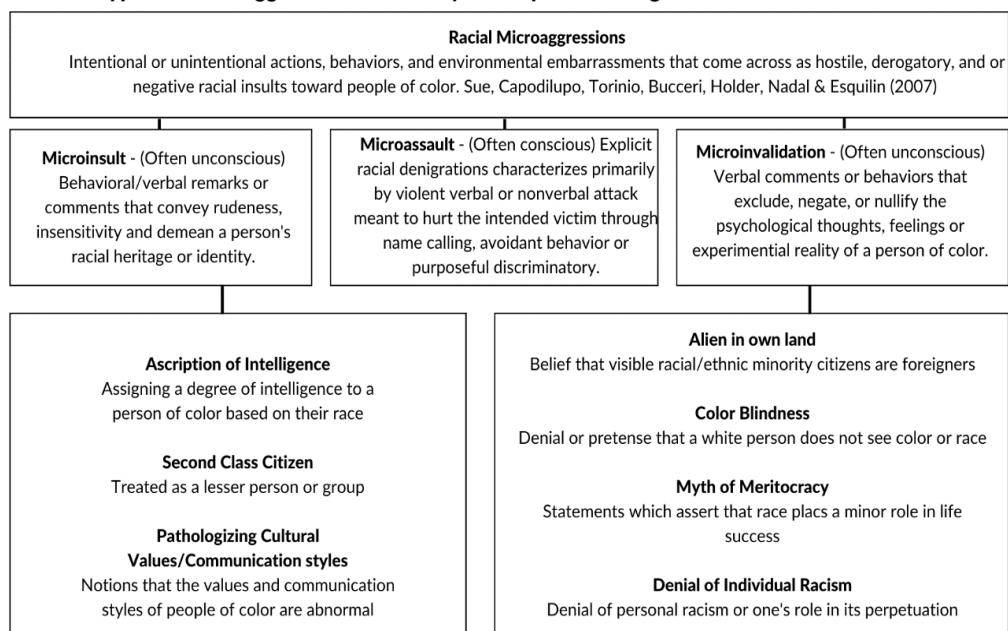 Racial Microaggressions
Intentional or unintentional actions, behaviors, and environmental embarrassments that come across as hostile, derogatory, and or
negative racial insults toward people of color. Sue, Capodilupo, Torinio, Bucceri, Holder, Nadal & Esquilin (2007)
Microinsult - (Often unconscious)
Behavioral/verbal remarks or
comments that convey rudeness,
insensitivity and demean a person's
racial heritage or identity.
Microassault - (Often conscious) Explicit
racial denigrations characterizes primarily
by violent verbal or nonverbal attack
meant to hurt the intended victim through
name calling, avoidant behavior or
purposeful discriminatory.
Microinvalidation - (Often unconscious)
Verbal comments or behaviors that
exclude, negate, or nullify the
psychological thoughts, feelings or
experimental reality of a person of color.
Ascription of Intelligence
Assigning a degree of intelligence to a
person of color based on their race
Second Class Citizen
Treated as a lesser person or group
Pathologizing Cultural
Values/Communication styles
Notions that the values and communication
styles of people of color are abnormal
Alien in own land
Belief that visible racial/ethnic minority citizens are foreigners
Color Blindness
Denial or pretense that a white person does not see color or race
Myth of Meritocracy
Statements which assert that race placs a minor role in life
success
Denial of Individual Racism
Denial of personal racism or one's role in its perpetuation